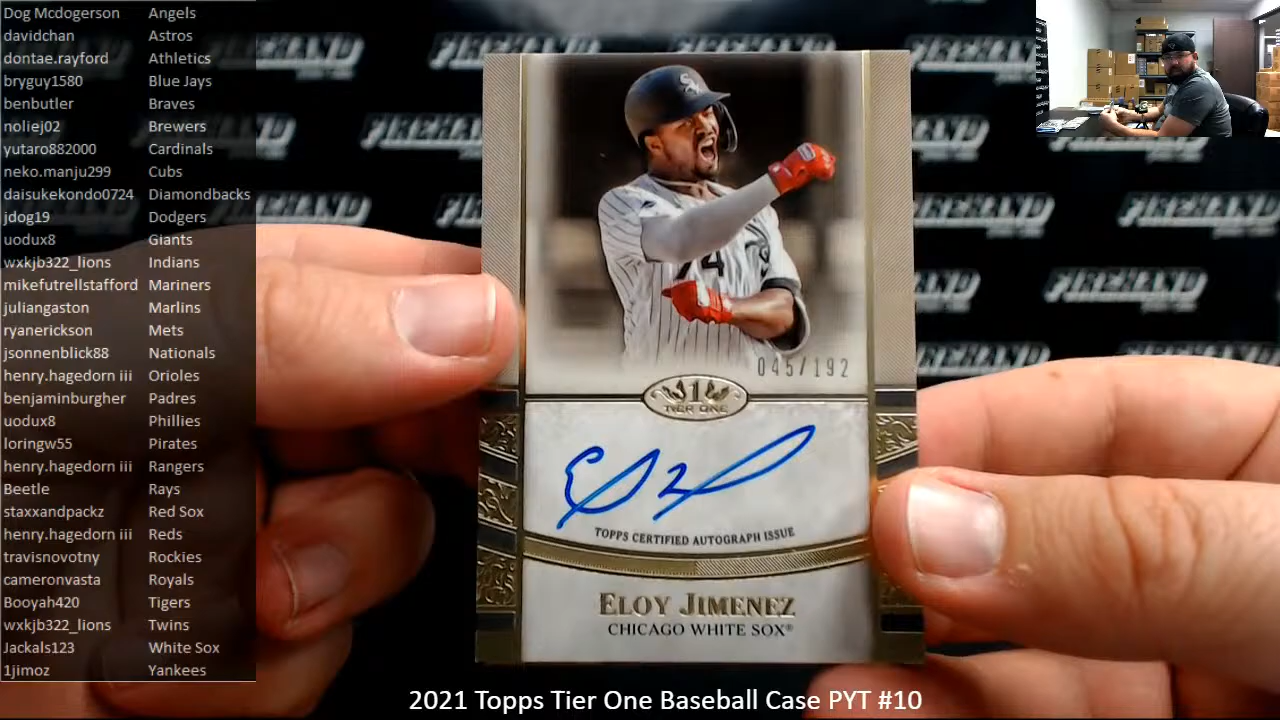 Dog Mcdogerson Angels
davidchan Astros
dontae.rayford Athletics
bryguy1580 Blue Jays
benbutler Braves
noliej02 Brewers
yutaro882000 Cardinals
neko.manju299 Cubs
daisukekondo0724 Diamondbacks
jdog19 Dodgers
uodux8 Giants
wxkjb322_lions Indians
mikefutrellstafford Mariners
juliangaston Marlins
ryanerickson Mets
jsonnenblick88 Nationals
henry.hagedorn iii Orioles
benjaminburgher Padres
uodux8 Phillies
loringw55 Pirates
henry.hagedorn iii Rangers
Beetle Rays
staxxandpackz Red Sox
henry.hagedorn iii Reds
travisnovotny Rockies
cameronvasta Royals
Booyah420 Tigers
wxkjb322_lions Twins
Jackals123 White Sox
1jimoz Yankees
FIREHAND
74
045/192
1
TIER ONE
TOPPS CERTIFIED AUTOGRAPH ISSUE
ELOY JIMENEZ
CHICAGO WHITE SOX®
2021 Topps Tier One Baseball Case PYT #10